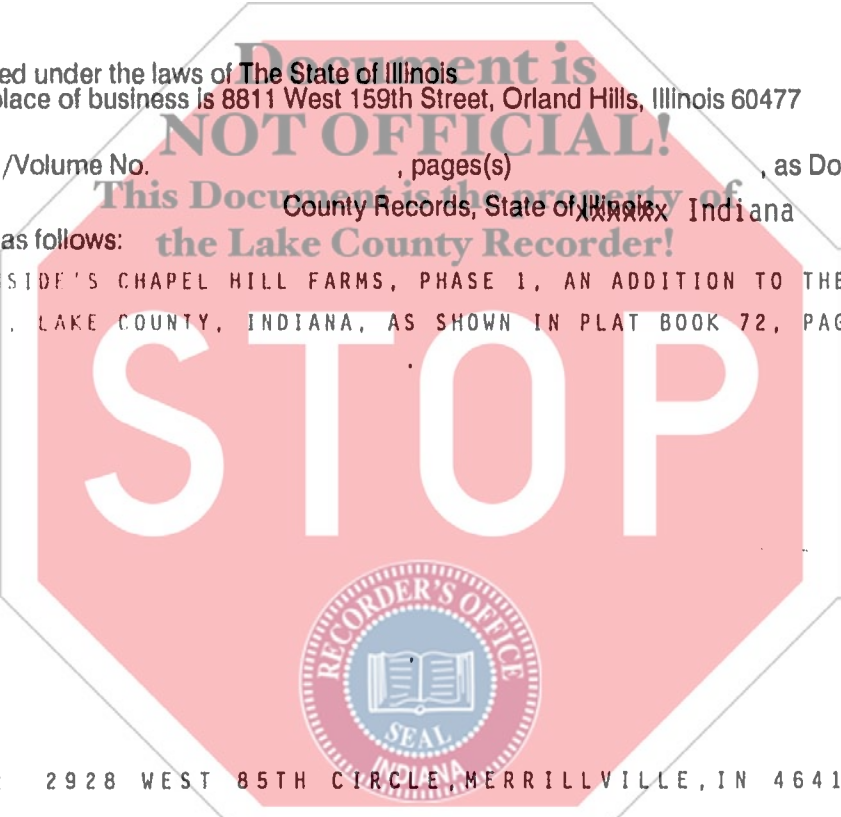 Document is
ed under the laws of The State of Illinois
place of business is 8811 West 159th Street, Orland Hills, Illinois 60477
NOT OFFICIAL!
/Volume No. , pages(s) , as Do
This Document is the property of
County Records, State of Indiana
as follows:
the Lake County Recorder!
SIDE'S CHAPEL HILL FARMS, PHASE 1, AN ADDITION TO THE
, LAKE COUNTY, INDIANA, AS SHOWN IN PLAT BOOK 72, PAG
STOP
RECORDER'S OFFICE
SEAL
INDIANA
2928 WEST 85TH CIRCLE, MERRILLVILLE, IN 4641